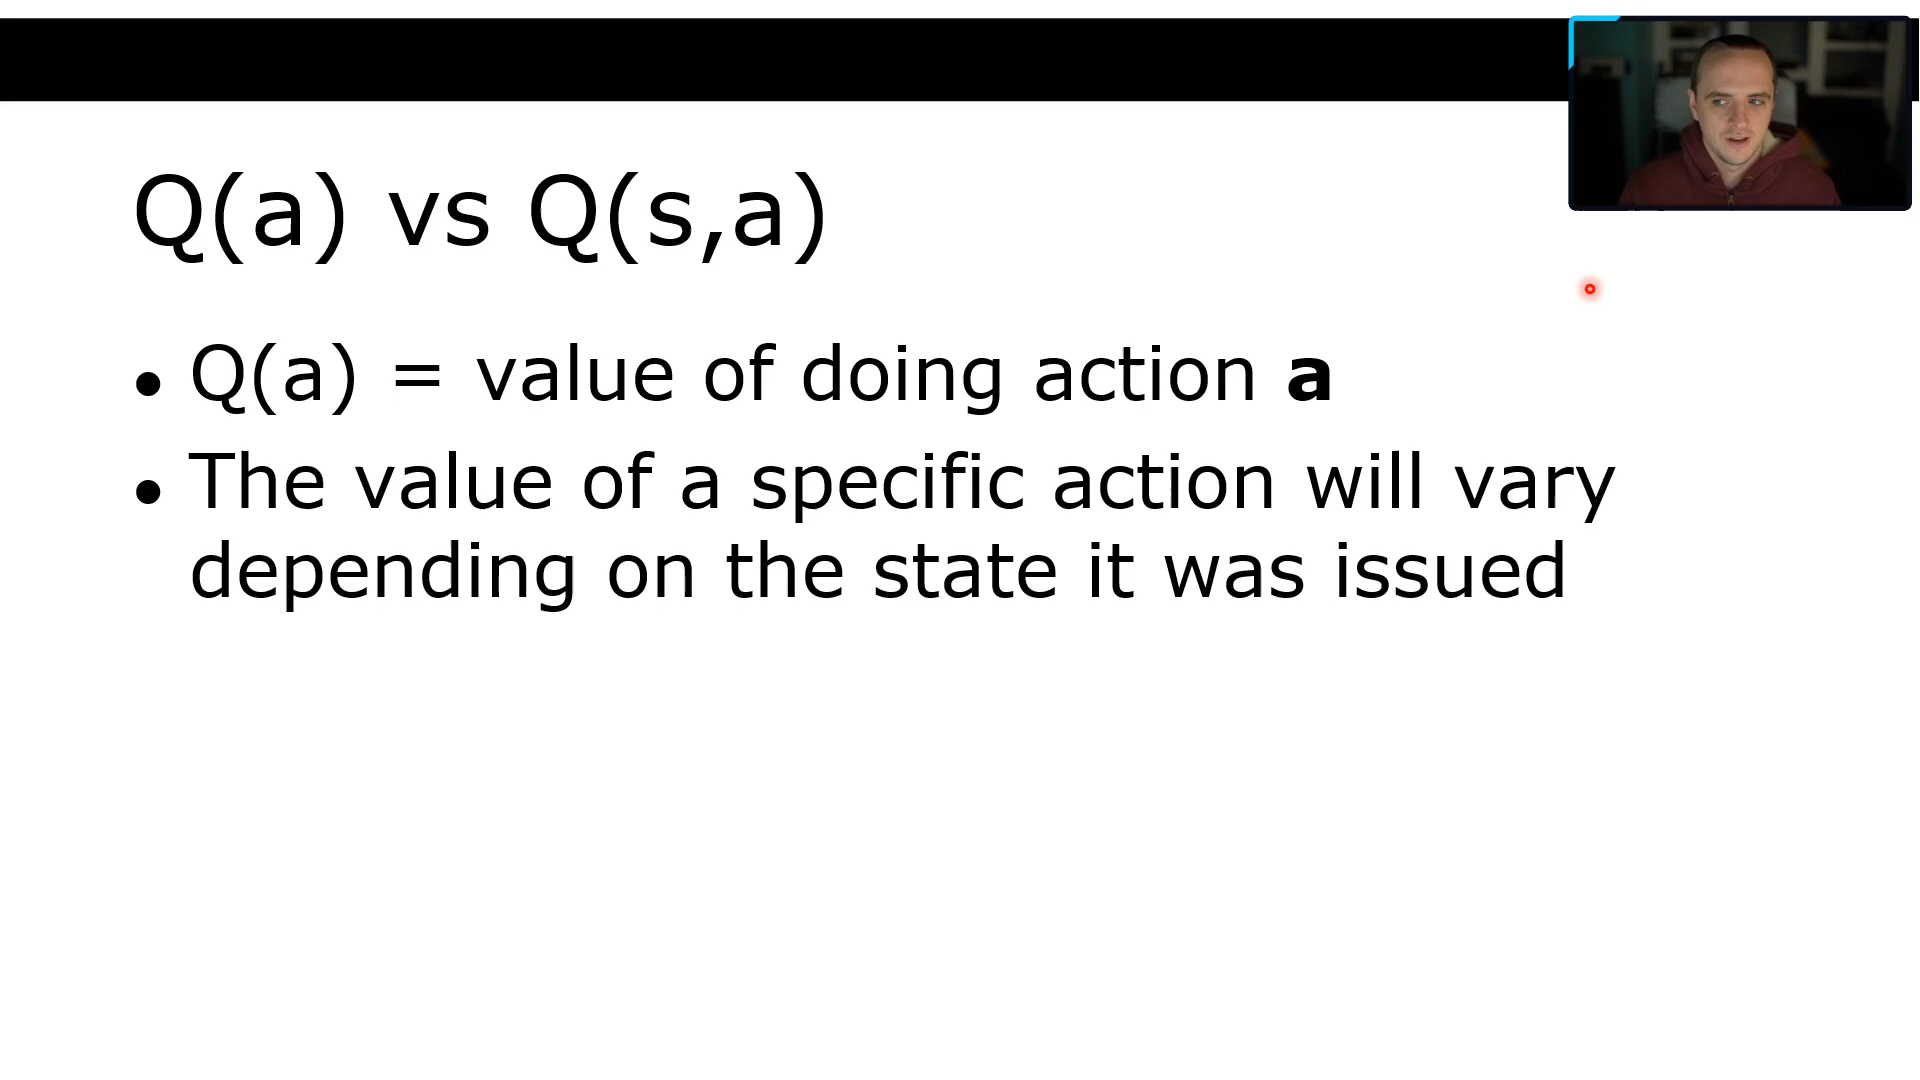 Q(a) vs Q(s,a)
• Q(a) = value of doing action a
• The value of a specific action will vary
depending on the state it was issued